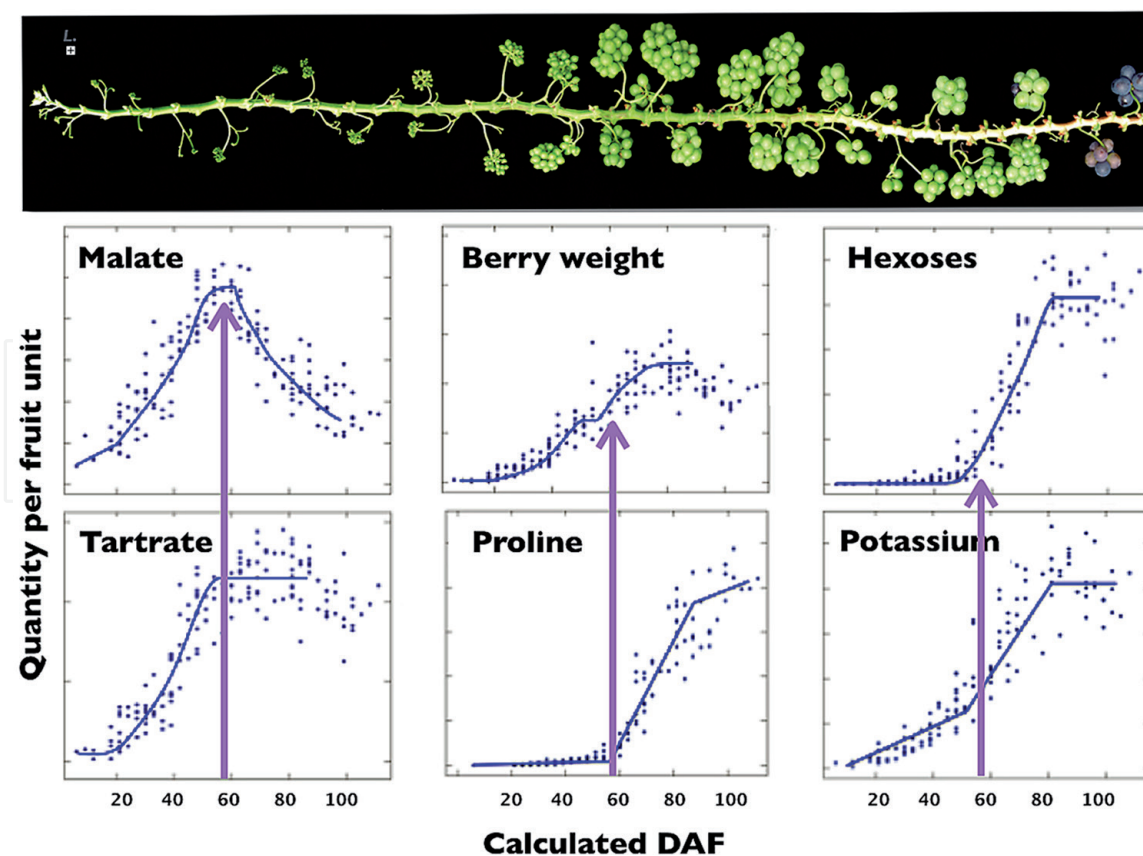 L.
Malate
Berry weight
Hexoses
Tartrate
Proline
Potassium
Quantity per fruit unit
20 40 60 80 100
20 40 60 80 100
20 40 60 80 100
Calculated DAF